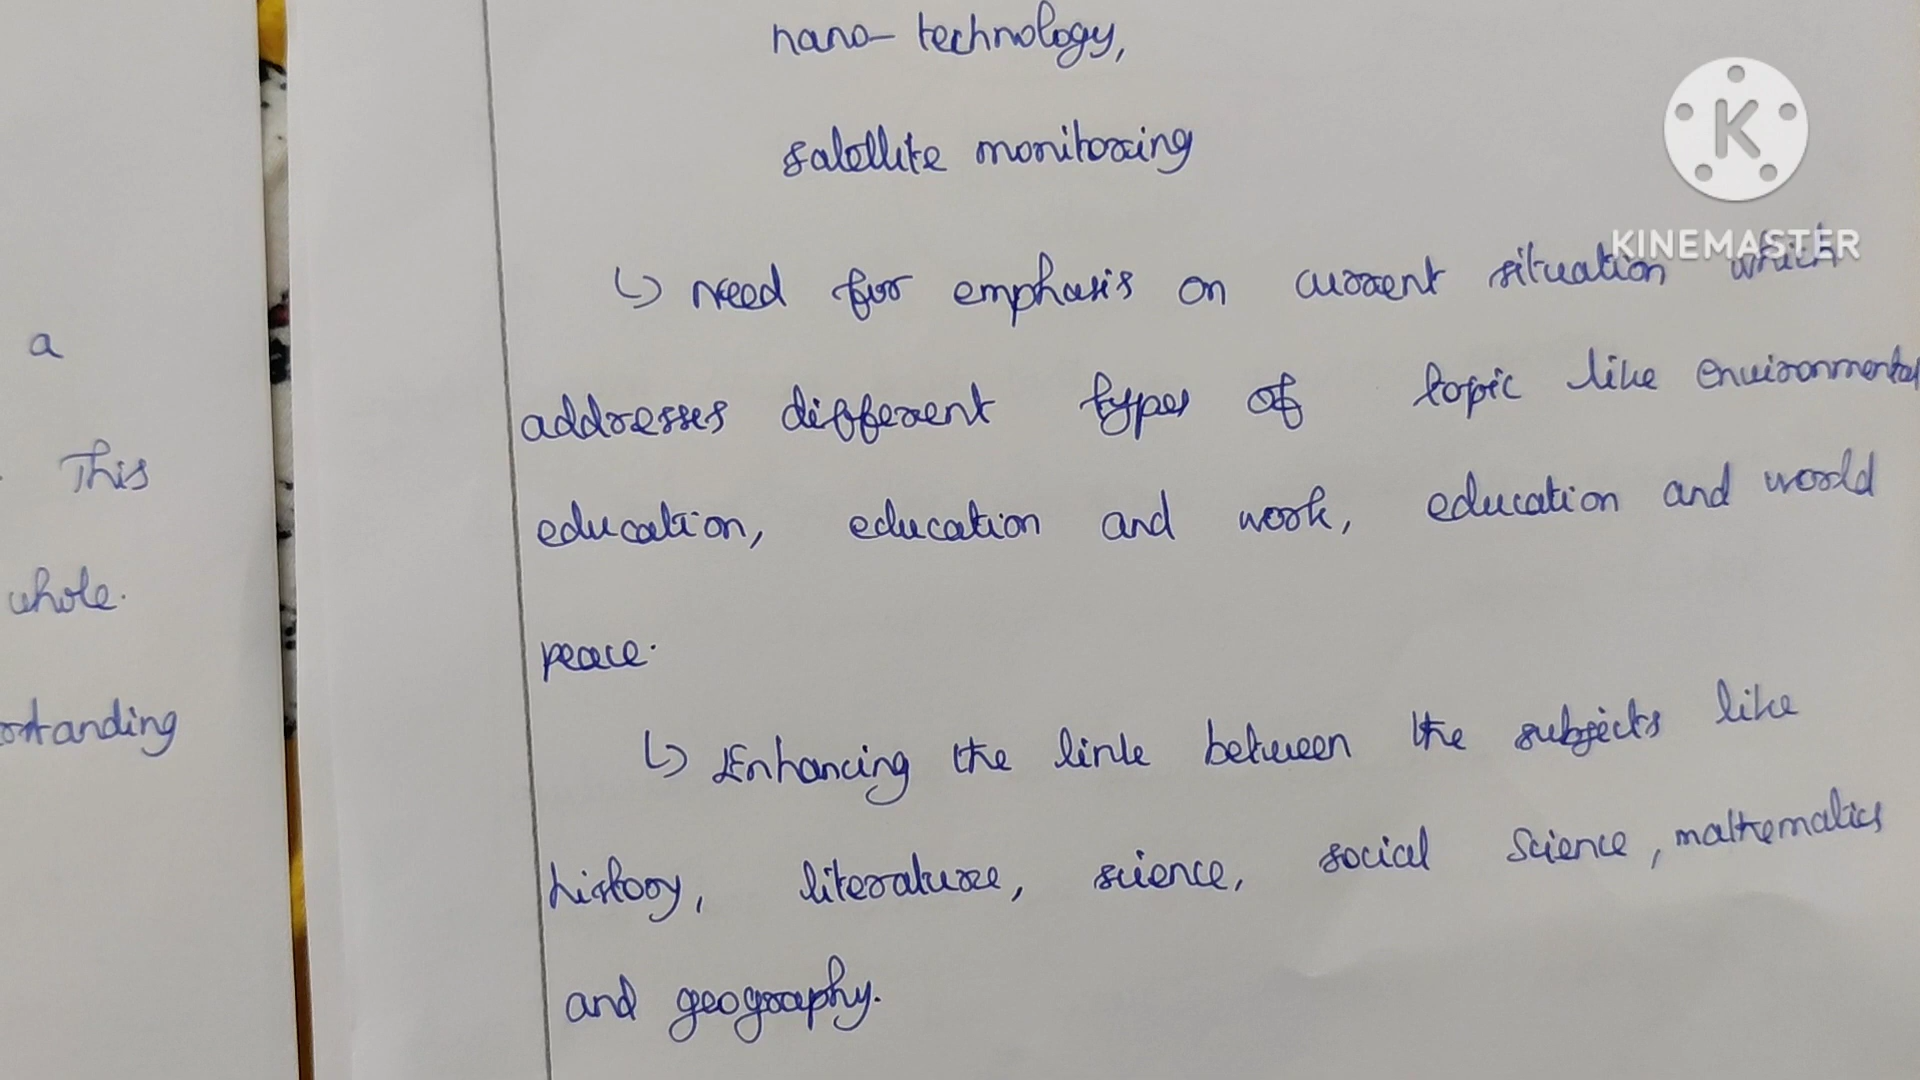 a
This
whole.
standing
nano- technology,
satellite monitoring
K
KINEMASTER
↳ need for emphasis on current situation which
addresses different types of topic like environmental
education, education and work, education and world
peace.
↳ Enhancing the link between the subjects like
history, literature, science, social science, mathematics
and geography.